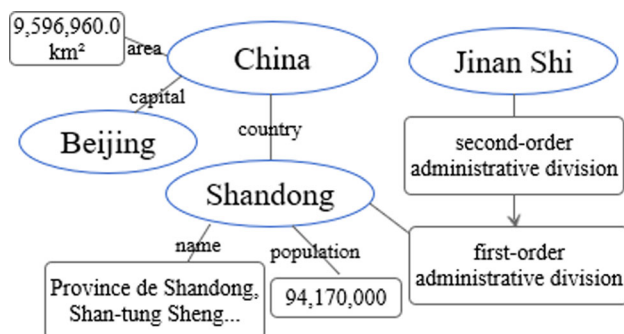 9,596,960.0
km²
area
China
Jinan Shi
capital
Beijing
country
second-order
administrative division
Shandong
name
population
first-order
administrative division
Province de Shandong,
Shan-tung Sheng...
94,170,000